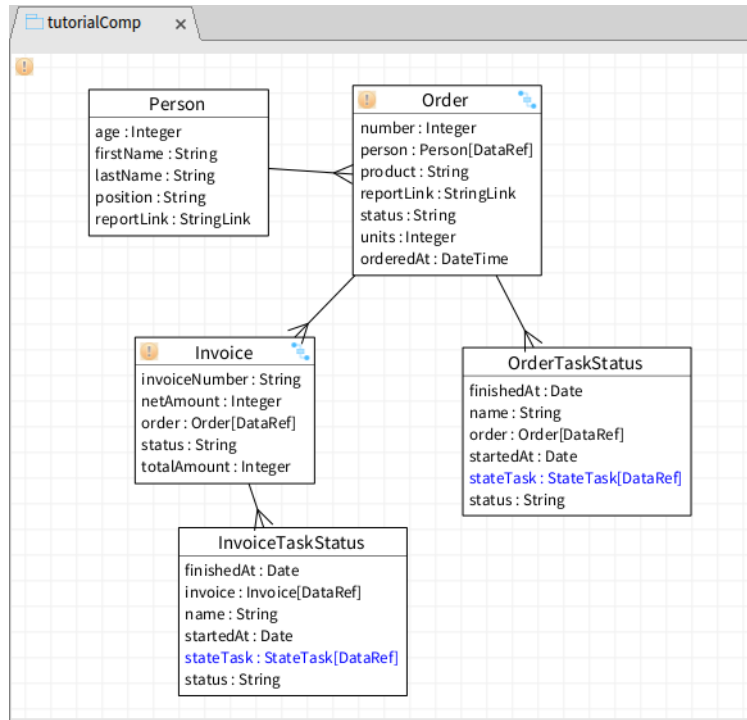 tutorialComp
Person
age : Integer
firstName : String
lastName : String
position : String
reportLink : StringLink
Order
number : Integer
person : Person[DataRef]
product : String
reportLink : StringLink
status : String
units : Integer
orderedAt : DateTime
Invoice
invoiceNumber : String
netAmount : Integer
order : Order[DataRef]
status : String
totalAmount : Integer
OrderTaskStatus
finishedAt : Date
name : String
order : Order[DataRef]
startedAt : Date
stateTask : StateTask[DataRef]
status : String
InvoiceTaskStatus
finishedAt : Date
invoice : Invoice[DataRef]
name : String
startedAt : Date
stateTask : StateTask[DataRef]
status : String